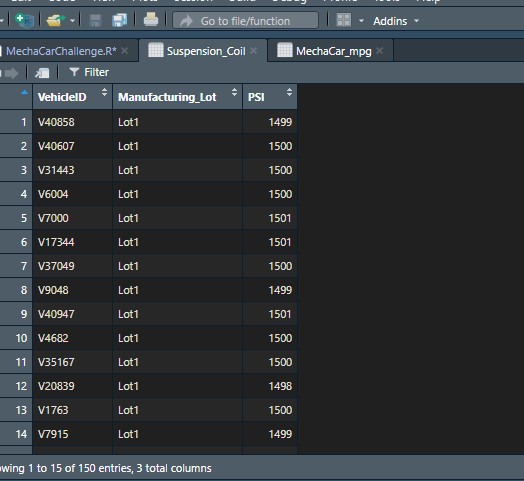 Go to file/function Addins
MechaCarChallenge.R* Suspension_Coil MechaCar_mpg
Filter
VehicleID Manufacturing_Lot PSI
1 V40858 Lot1 1499
2 V40607 Lot1 1500
3 V31443 Lot1 1500
4 V6004 Lot1 1500
5 V7000 Lot1 1501
6 V17344 Lot1 1501
7 V37049 Lot1 1500
8 V9048 Lot1 1499
9 V40947 Lot1 1501
10 V4682 Lot1 1500
11 V35167 Lot1 1500
12 V20839 Lot1 1498
13 V1763 Lot1 1500
14 V7915 Lot1 1499
owing 1 to 15 of 150 entries, 3 total columns